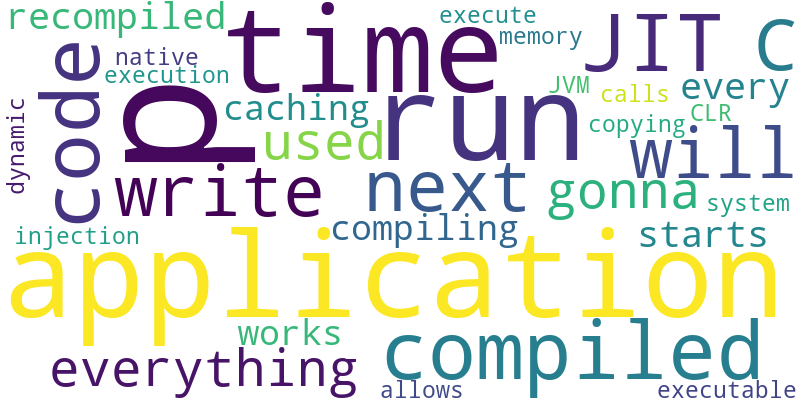 recompiled
time
execute
JIT
C
memory
native
code
execution
p
caching
run
JVM
calls
every
CLR
copying
used
will
dynamic
write
next
gonna
system
injection
compiling
starts
application
works
compiled
everything
allows
executable